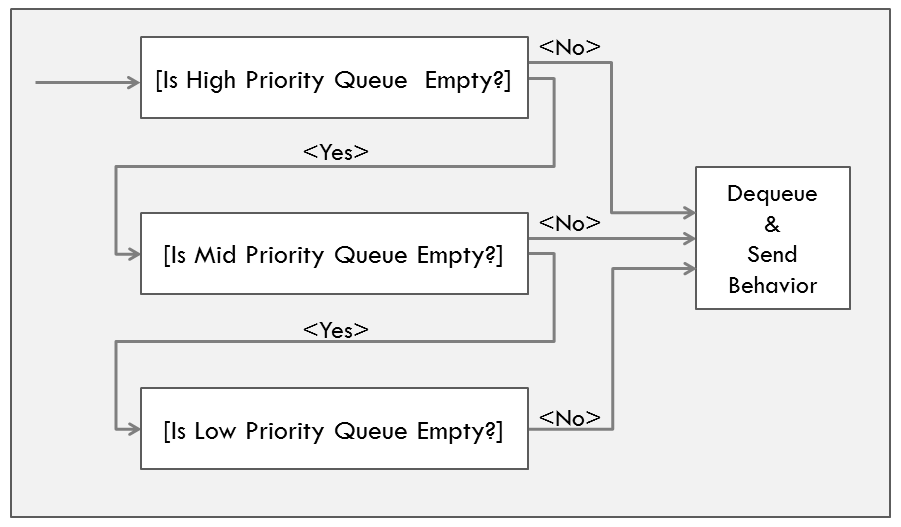 <No>
[Is High Priority Queue  Empty?]
<Yes>
<No>
[Is Mid Priority Queue Empty?]
Dequeue
&
Send
Behavior
<Yes>
<No>
[Is Low Priority Queue Empty?]